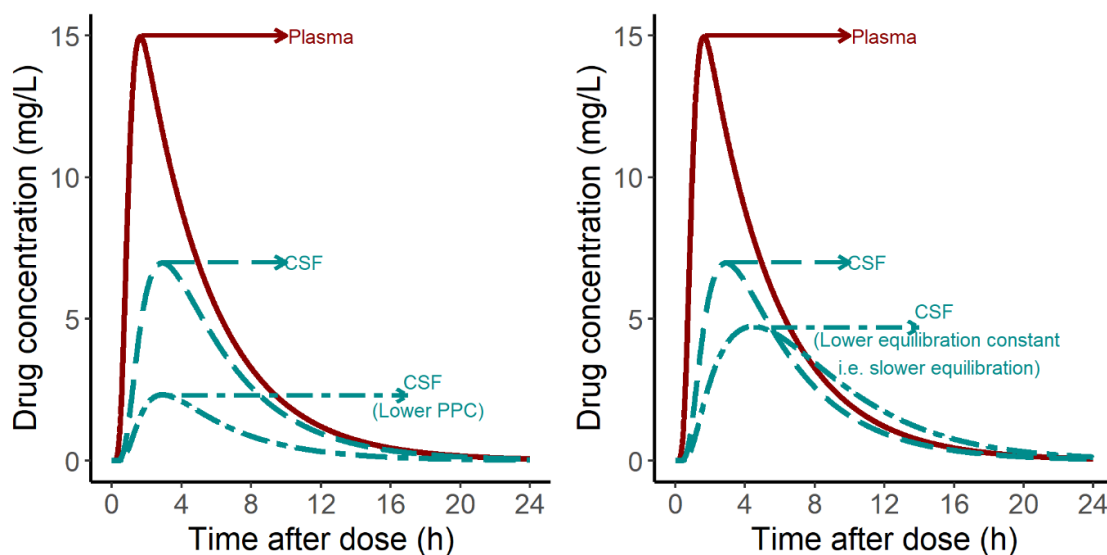 Drug concentration (mg/L)
15
10
5
0
Plasma
CSF
CSF
(Lower PPC)
0 4 8 12 16 20 24
Time after dose (h)
Drug concentration (mg/L)
15
10
5
0
Plasma
CSF
CSF
(Lower equilibration constant
i.e. slower equilibration)
0 4 8 12 16 20 24
Time after dose (h)